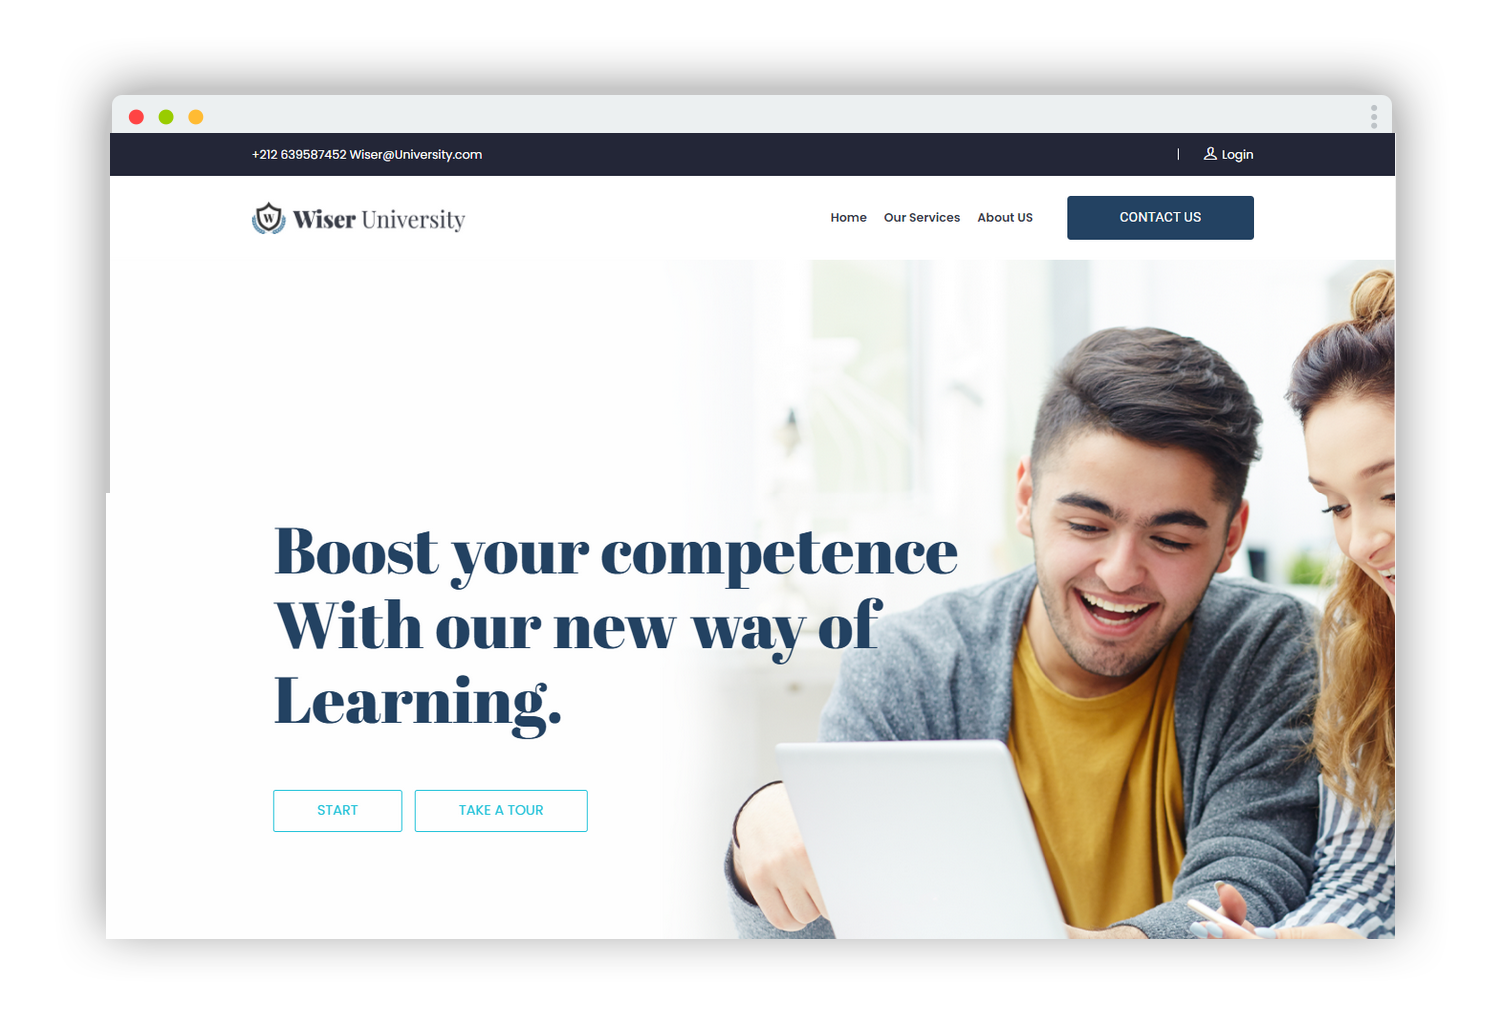 +212 639587452 Wiser@University.com
Login
W
Wiser University
Home Our Services About US CONTACT US
Boost your competence
With our new way of
Learning.
START TAKE A TOUR